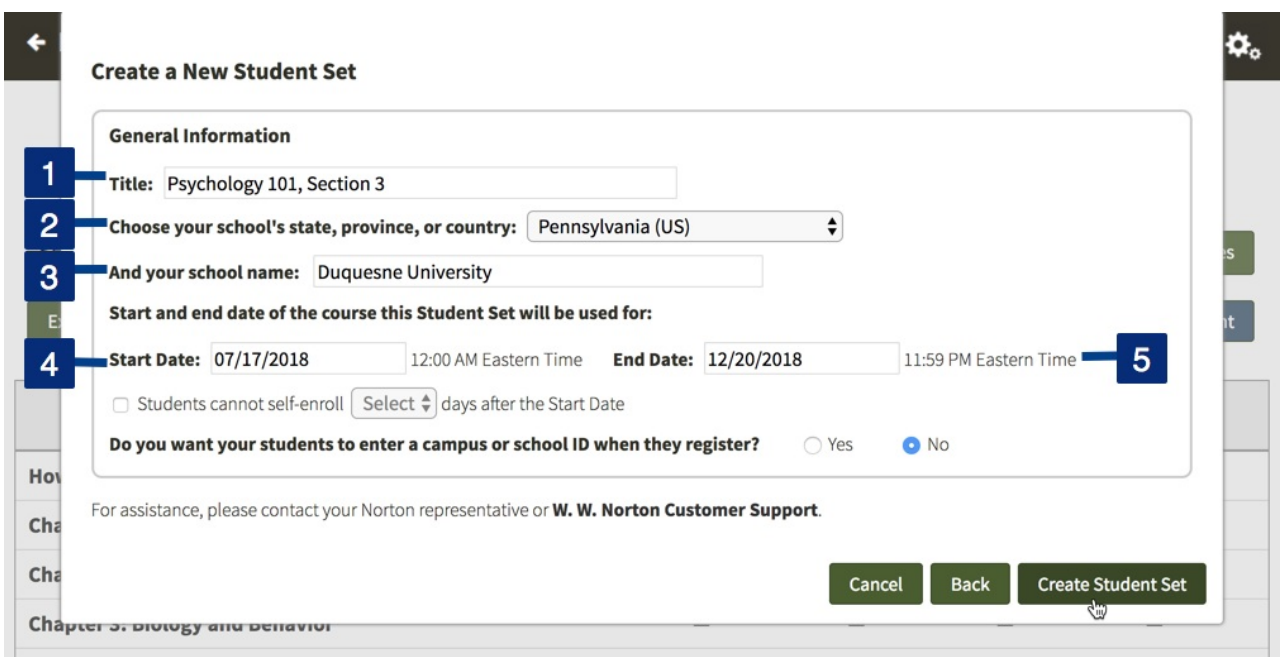 Create a New Student Set
General Information
1 Title: Psychology 101, Section 3
2 Choose your school's state, province, or country: Pennsylvania (US)
3 And your school name: Duquesne University
Start and end date of the course this Student Set will be used for:
4 Start Date: 07/17/2018 12:00 AM Eastern Time End Date: 12/20/2018 11:59 PM Eastern Time 5
Students cannot self-enroll Select days after the Start Date
Do you want your students to enter a campus or school ID when they register? Yes No
For assistance, please contact your Norton representative or W. W. Norton Customer Support.
Cancel Back Create Student Set
Chapter 3: Biology and Behavior